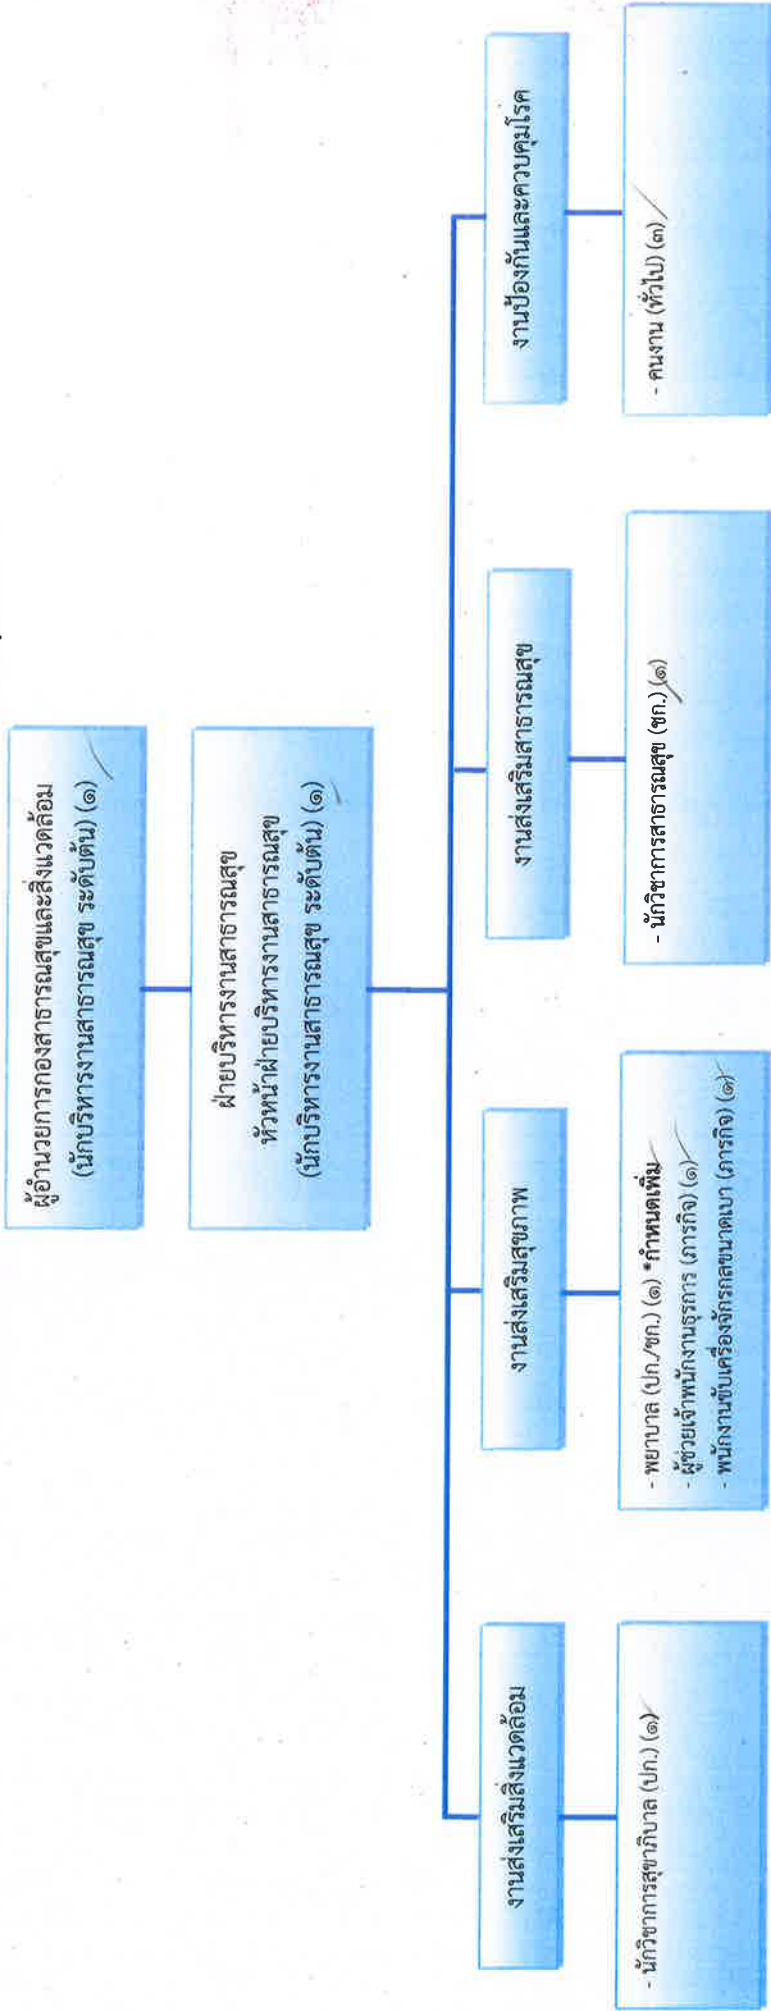 ผู้อำนวยการกองสาธารณสุขและสิ่งแวดล้อม
(นักบริหารงานสาธารณสุข ระดับต้น) (๑)
ฝ่ายบริหารงานสาธารณสุข
หัวหน้าฝ่ายบริหารงานสาธารณสุข
(นักบริหารงานสาธารณสุข ระดับต้น) (๑)
งานส่งเสริมสิ่งแวดล้อม
- นักวิชาการสุขาภิบาล (ปก.) (๑)
งานส่งเสริมสุขภาพ
- พยาบาล (ปก./ชก.) (๑) *กำหนดเพิ่ม
- ผู้ช่วยเจ้าพนักงานธุรการ (ภารกิจ) (๑)
- พนักงานขับเครื่องจักรกลขนาดเบา (ภารกิจ) (๑)
งานส่งเสริมสาธารณสุข
- นักวิชาการสาธารณสุข (ชก.) (๑)
งานป้องกันและควบคุมโรค
- คนงาน (ทั่วไป) (๓)